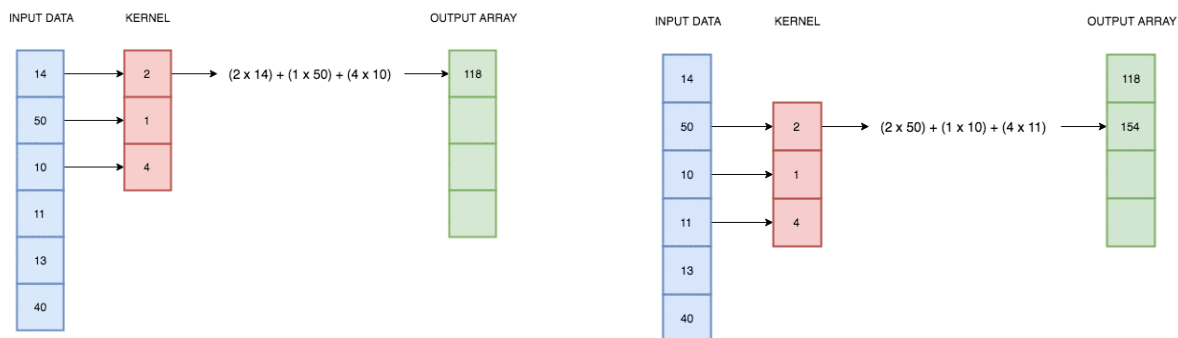 INPUT DATA KERNEL OUTPUT ARRAY
14 2 (2 x 14) + (1 x 50) + (4 x 10) 118
50 1
10 4
11
13
40
INPUT DATA KERNEL OUTPUT ARRAY
14 118
50 2 (2 x 50) + (1 x 10) + (4 x 11) 154
10 1
11 4
13
40